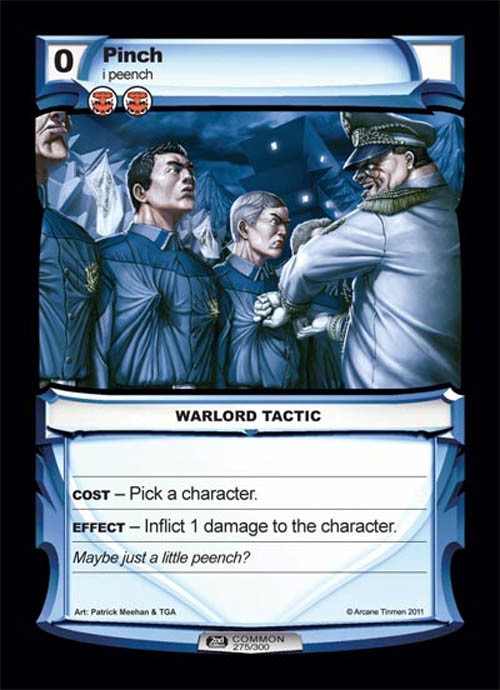 0
Pinch
i peench
WARLORD TACTIC
COST – Pick a character.
EFFECT – Inflict 1 damage to the character.
Maybe just a little peench?
Art: Patrick Meehan & TGA
© Arcane Tinmen 2011
2nd COMMON
275/300